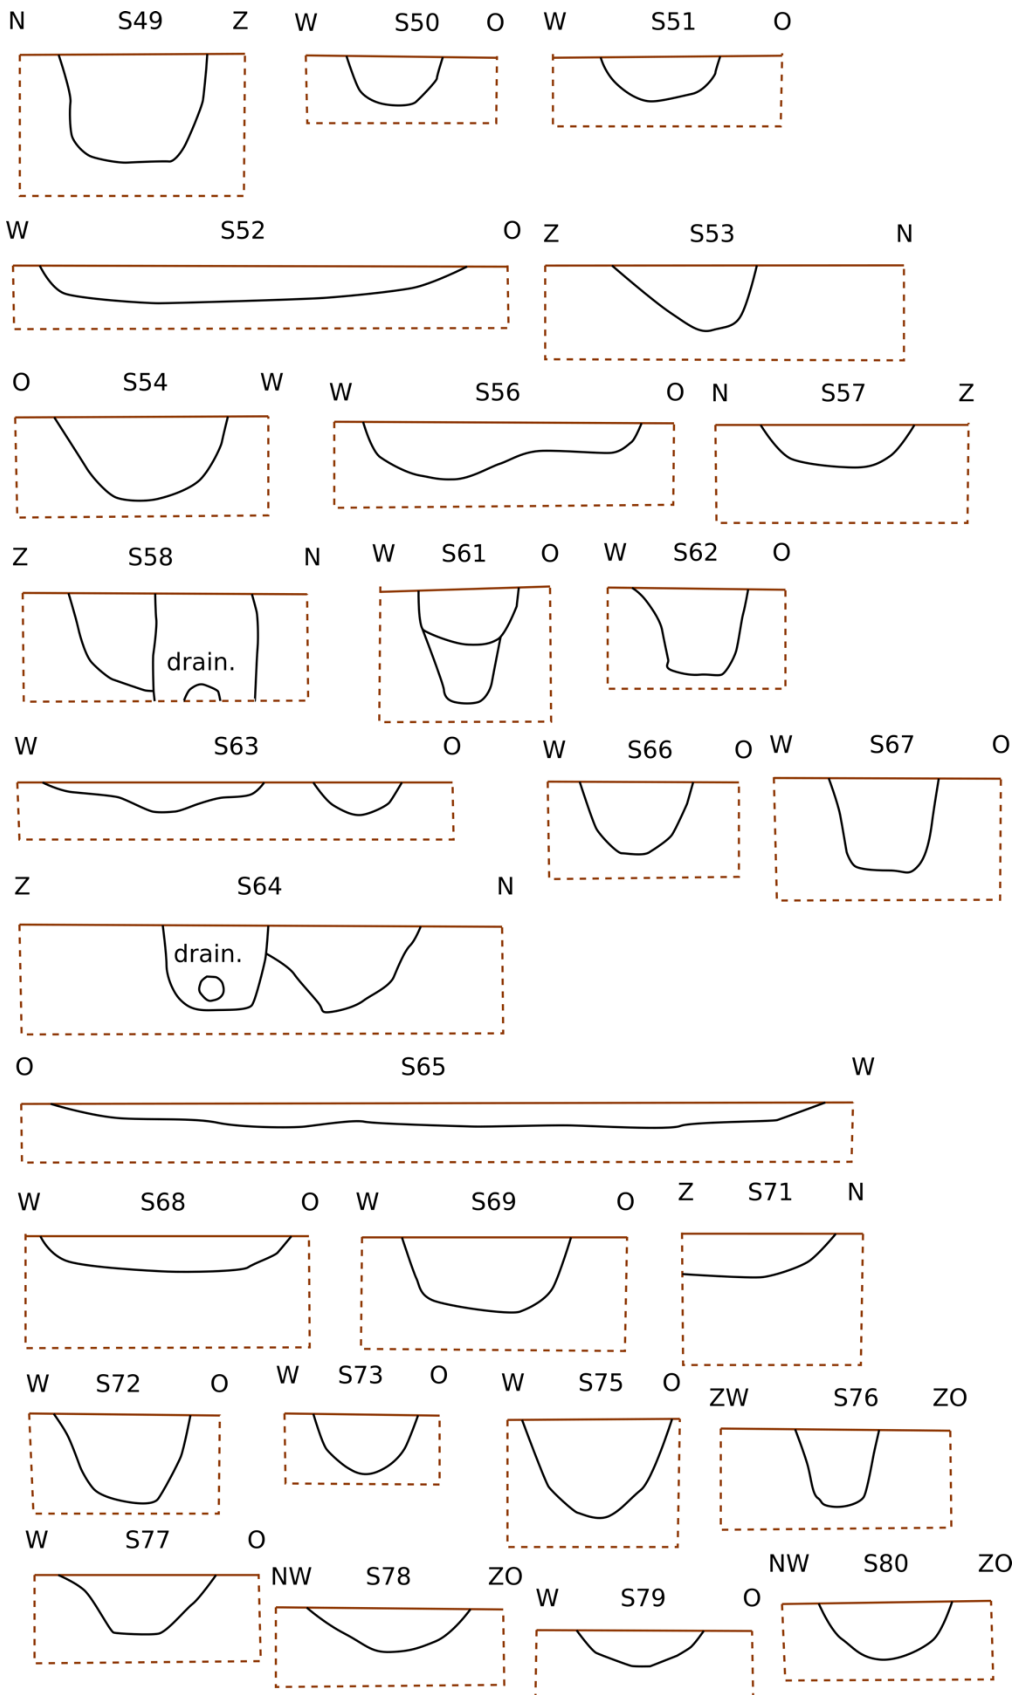 N S49 Z W S50 O W S51 O
W S52 O Z S53 N
O S54 W W S56 O N S57 Z
Z S58 N W S61 O W S62 O
drain.
W S63 O W S66 O W S67 O
Z S64 N
drain.
O S65 W
W S68 O W S69 O Z S71 N
W S72 O W S73 O W S75 O ZW S76 ZO
W S77 O NW S78 ZO W S79 O NW S80 ZO